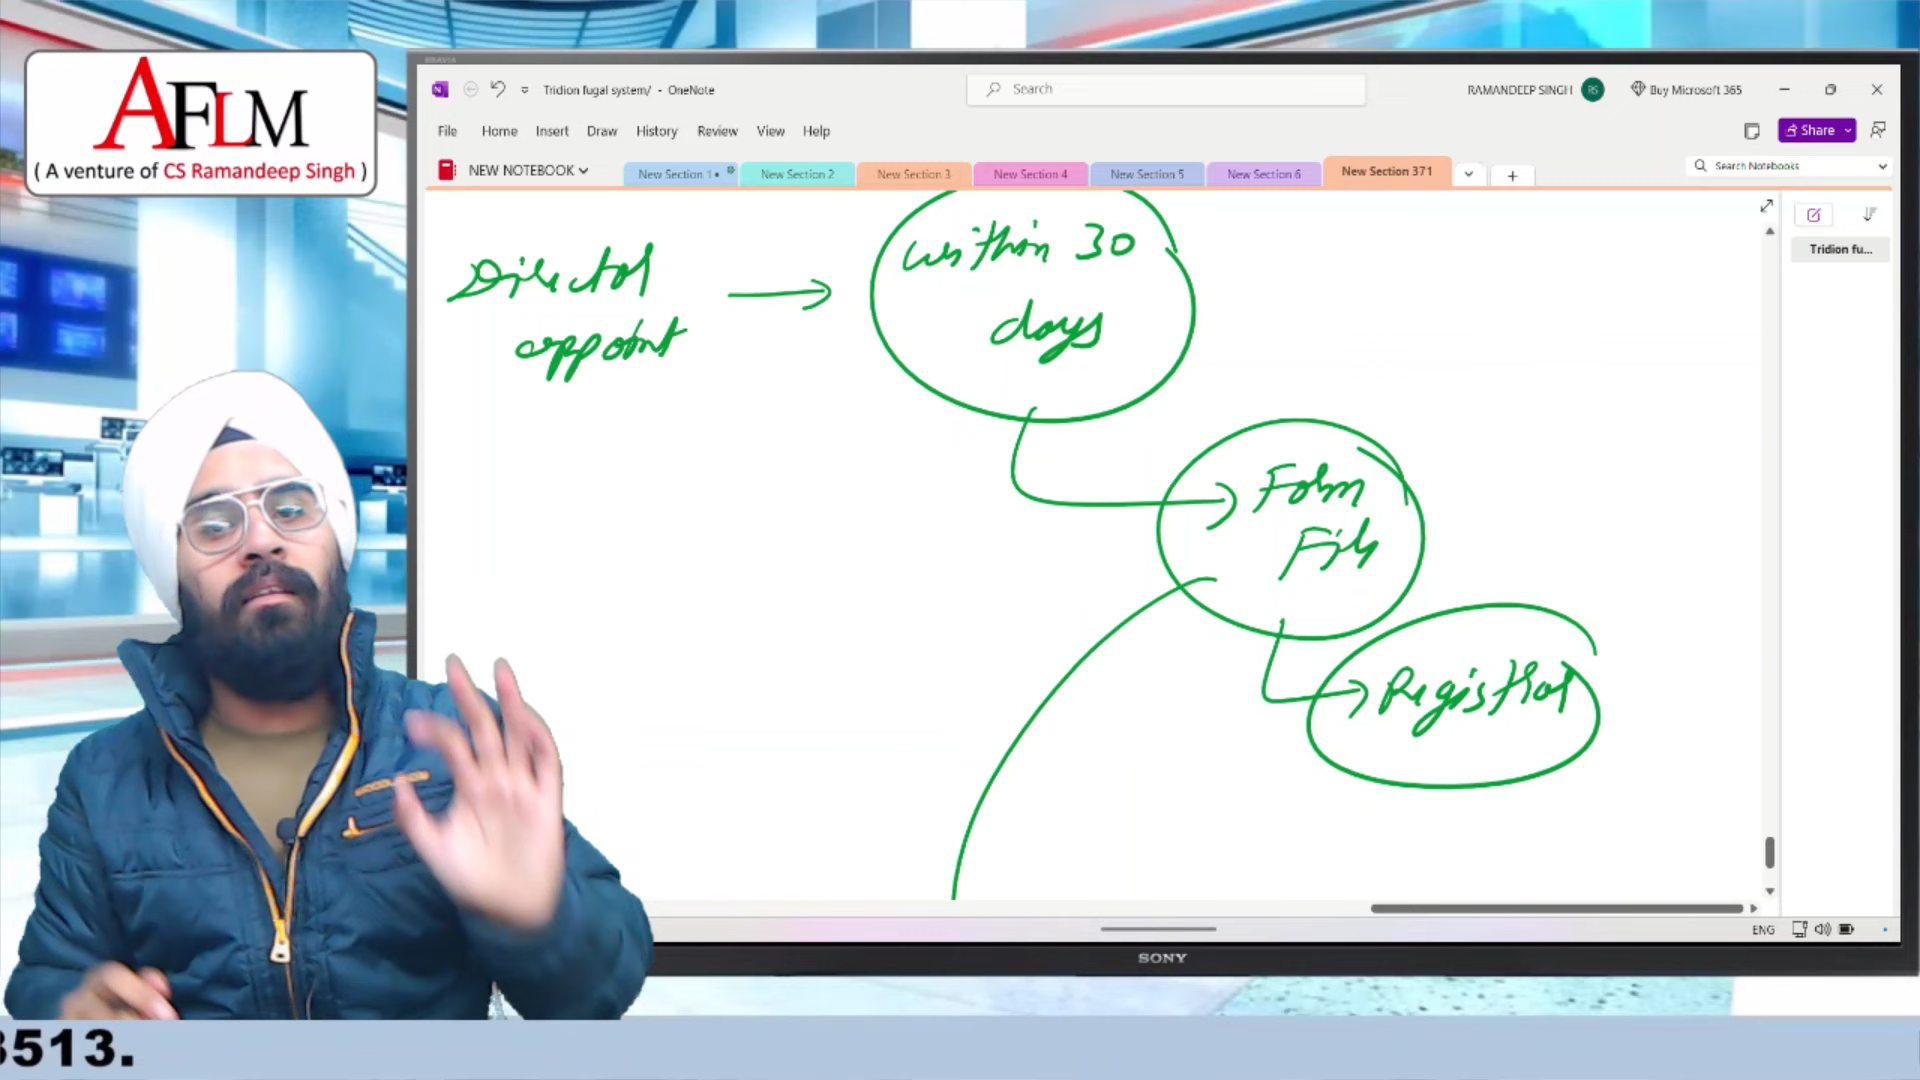 AFLM
( A venture of CS Ramandeep Singh )
BRAVIA
Tridion fugal system/ - OneNote
Search
RAMANDEEP SINGH
RS
Buy Microsoft 365
File Home Insert Draw History Review View Help
Share
NEW NOTEBOOK
New Section 1
New Section 2
New Section 3
New Section 4
New Section 5
New Section 6
New Section 371
Search Notebooks
Tridion fu...
Director
appoint
within 30
days
Form
File
Registrar
ENG
SONY
3513.